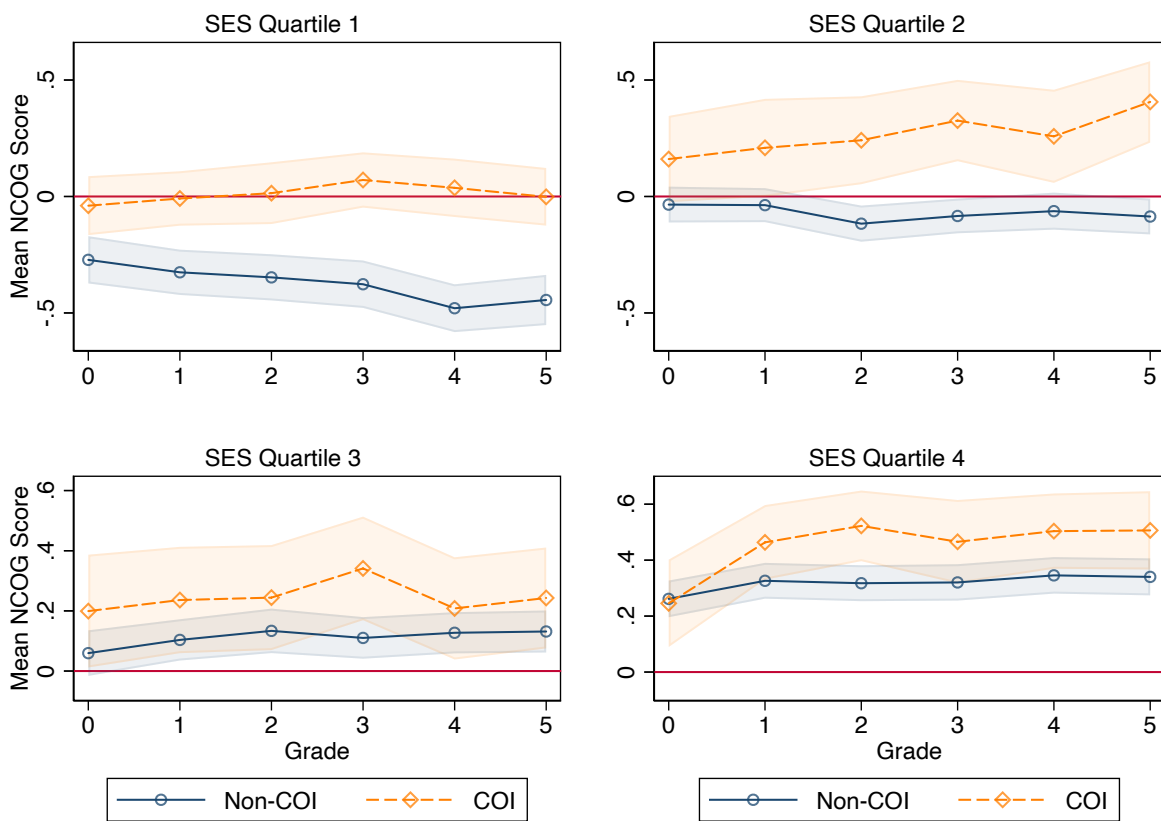 SES Quartile 1
Mean NCOG Score
.5
0
-.5
0 1 2 3 4 5
SES Quartile 2
.5
0
-.5
0 1 2 3 4 5
SES Quartile 3
Mean NCOG Score
.6
.4
.2
0
0 1 2 3 4 5
Grade
SES Quartile 4
.6
.4
.2
0
0 1 2 3 4 5
Grade
Non-COI COI
Non-COI COI